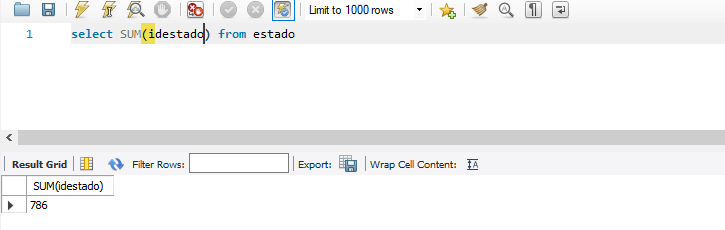 Limit to 1000 rows
1 select SUM(idestado) from estado
Result Grid Filter Rows: Export: Wrap Cell Content:
SUM(idestado)
786